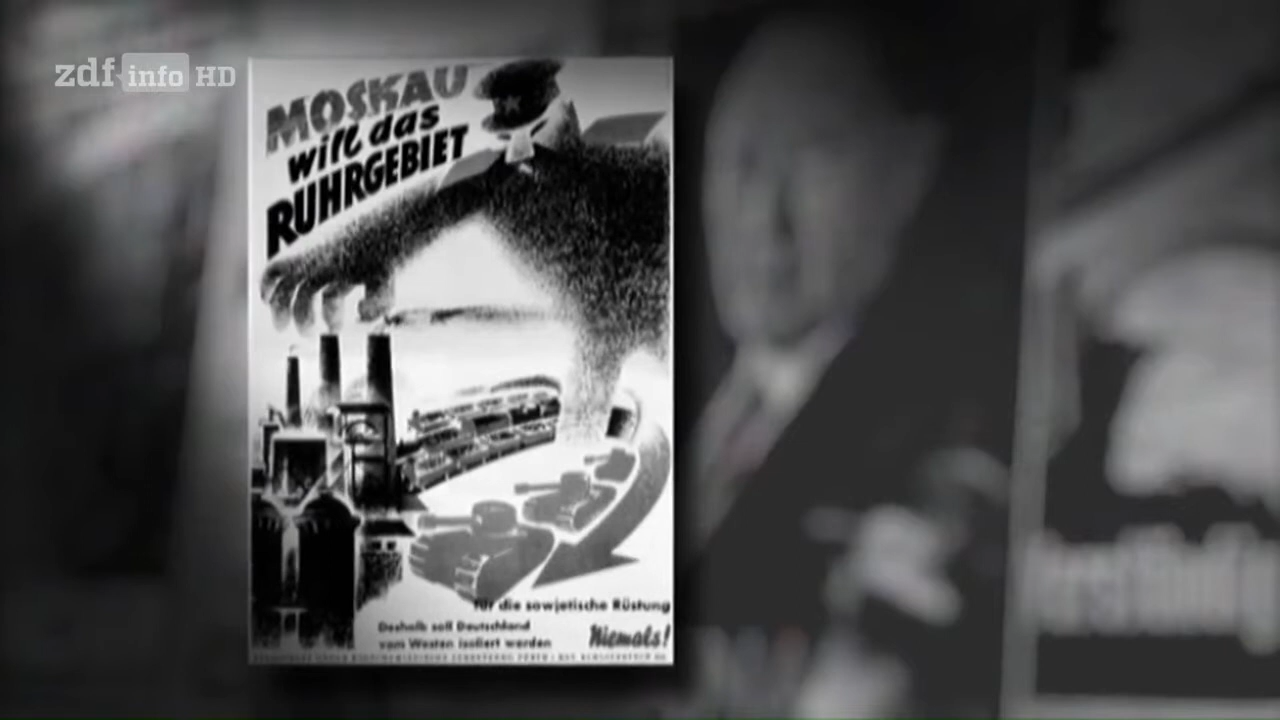 zdf info HD
MOSKAU
will das
RUHRGEBIET
für die sowjetische Rüstung
Deshalb soll Deutschland
vom Westen isoliert werden
Niemals!